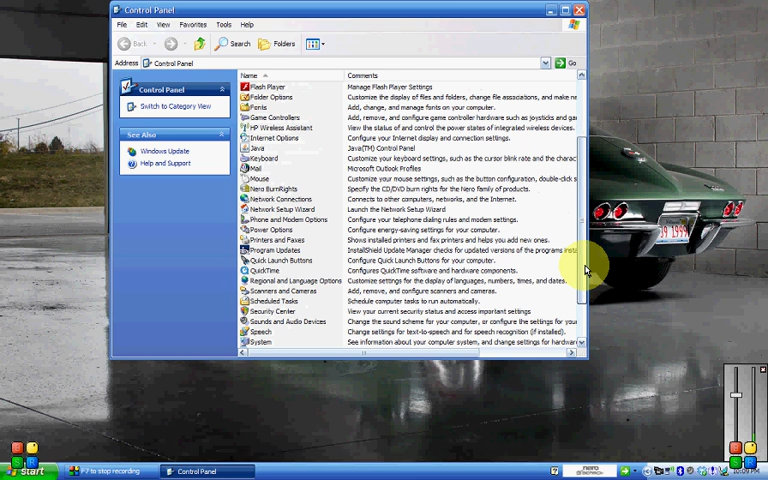 Control Panel
File Edit View Favorites Tools Help
Back Search Folders
Address Control Panel Go
Control Panel
Switch to Category View
See Also
Windows Update
Help and Support
Name Comments
Flash Player Manage Flash Player Settings
Folder Options Customize the display of files and folders, change file associations, and make ne
Fonts Add, change, and manage fonts on your computer.
Game Controllers Add, remove, and configure game controller hardware such as joysticks and gar
HP Wireless Assistant View the status of and control the power states of integrated wireless devices.
Internet Options Configure your Internet display and connection settings.
Java Java(TM) Control Panel
Keyboard Customize your keyboard settings, such as the cursor blink rate and the charac
Mail Microsoft Outlook Profiles
Mouse Customize your mouse settings, such as the button configuration, double-click s
Nero BurnRights Specify the CD/DVD burn rights for the Nero family of products.
Network Connections Connects to other computers, networks, and the Internet.
Network Setup Wizard Launch the Network Setup Wizard
Phone and Modem Options Configure your telephone dialing rules and modem settings.
Power Options Configure energy-saving settings for your computer.
Printers and Faxes Shows installed printers and fax printers and helps you add new ones.
Program Updates InstallShield Update Manager checks for updated versions of the programs insta
Quick Launch Buttons Configure Quick Launch Buttons for your computer.
QuickTime Configures QuickTime software and hardware components.
Regional and Language Options Customize settings for the display of languages, numbers, times, and dates.
Scanners and Cameras Add, remove, and configure scanners and cameras.
Scheduled Tasks Schedule computer tasks to run automatically.
Security Center View your current security status and access important settings
Sounds and Audio Devices Change the sound scheme for your computer, or configure the settings for your
Speech Change settings for text-to-speech and for speech recognition (if installed).
System See information about your computer system, and change settings for hardwar
Start F7 to stop recording Control Panel nero